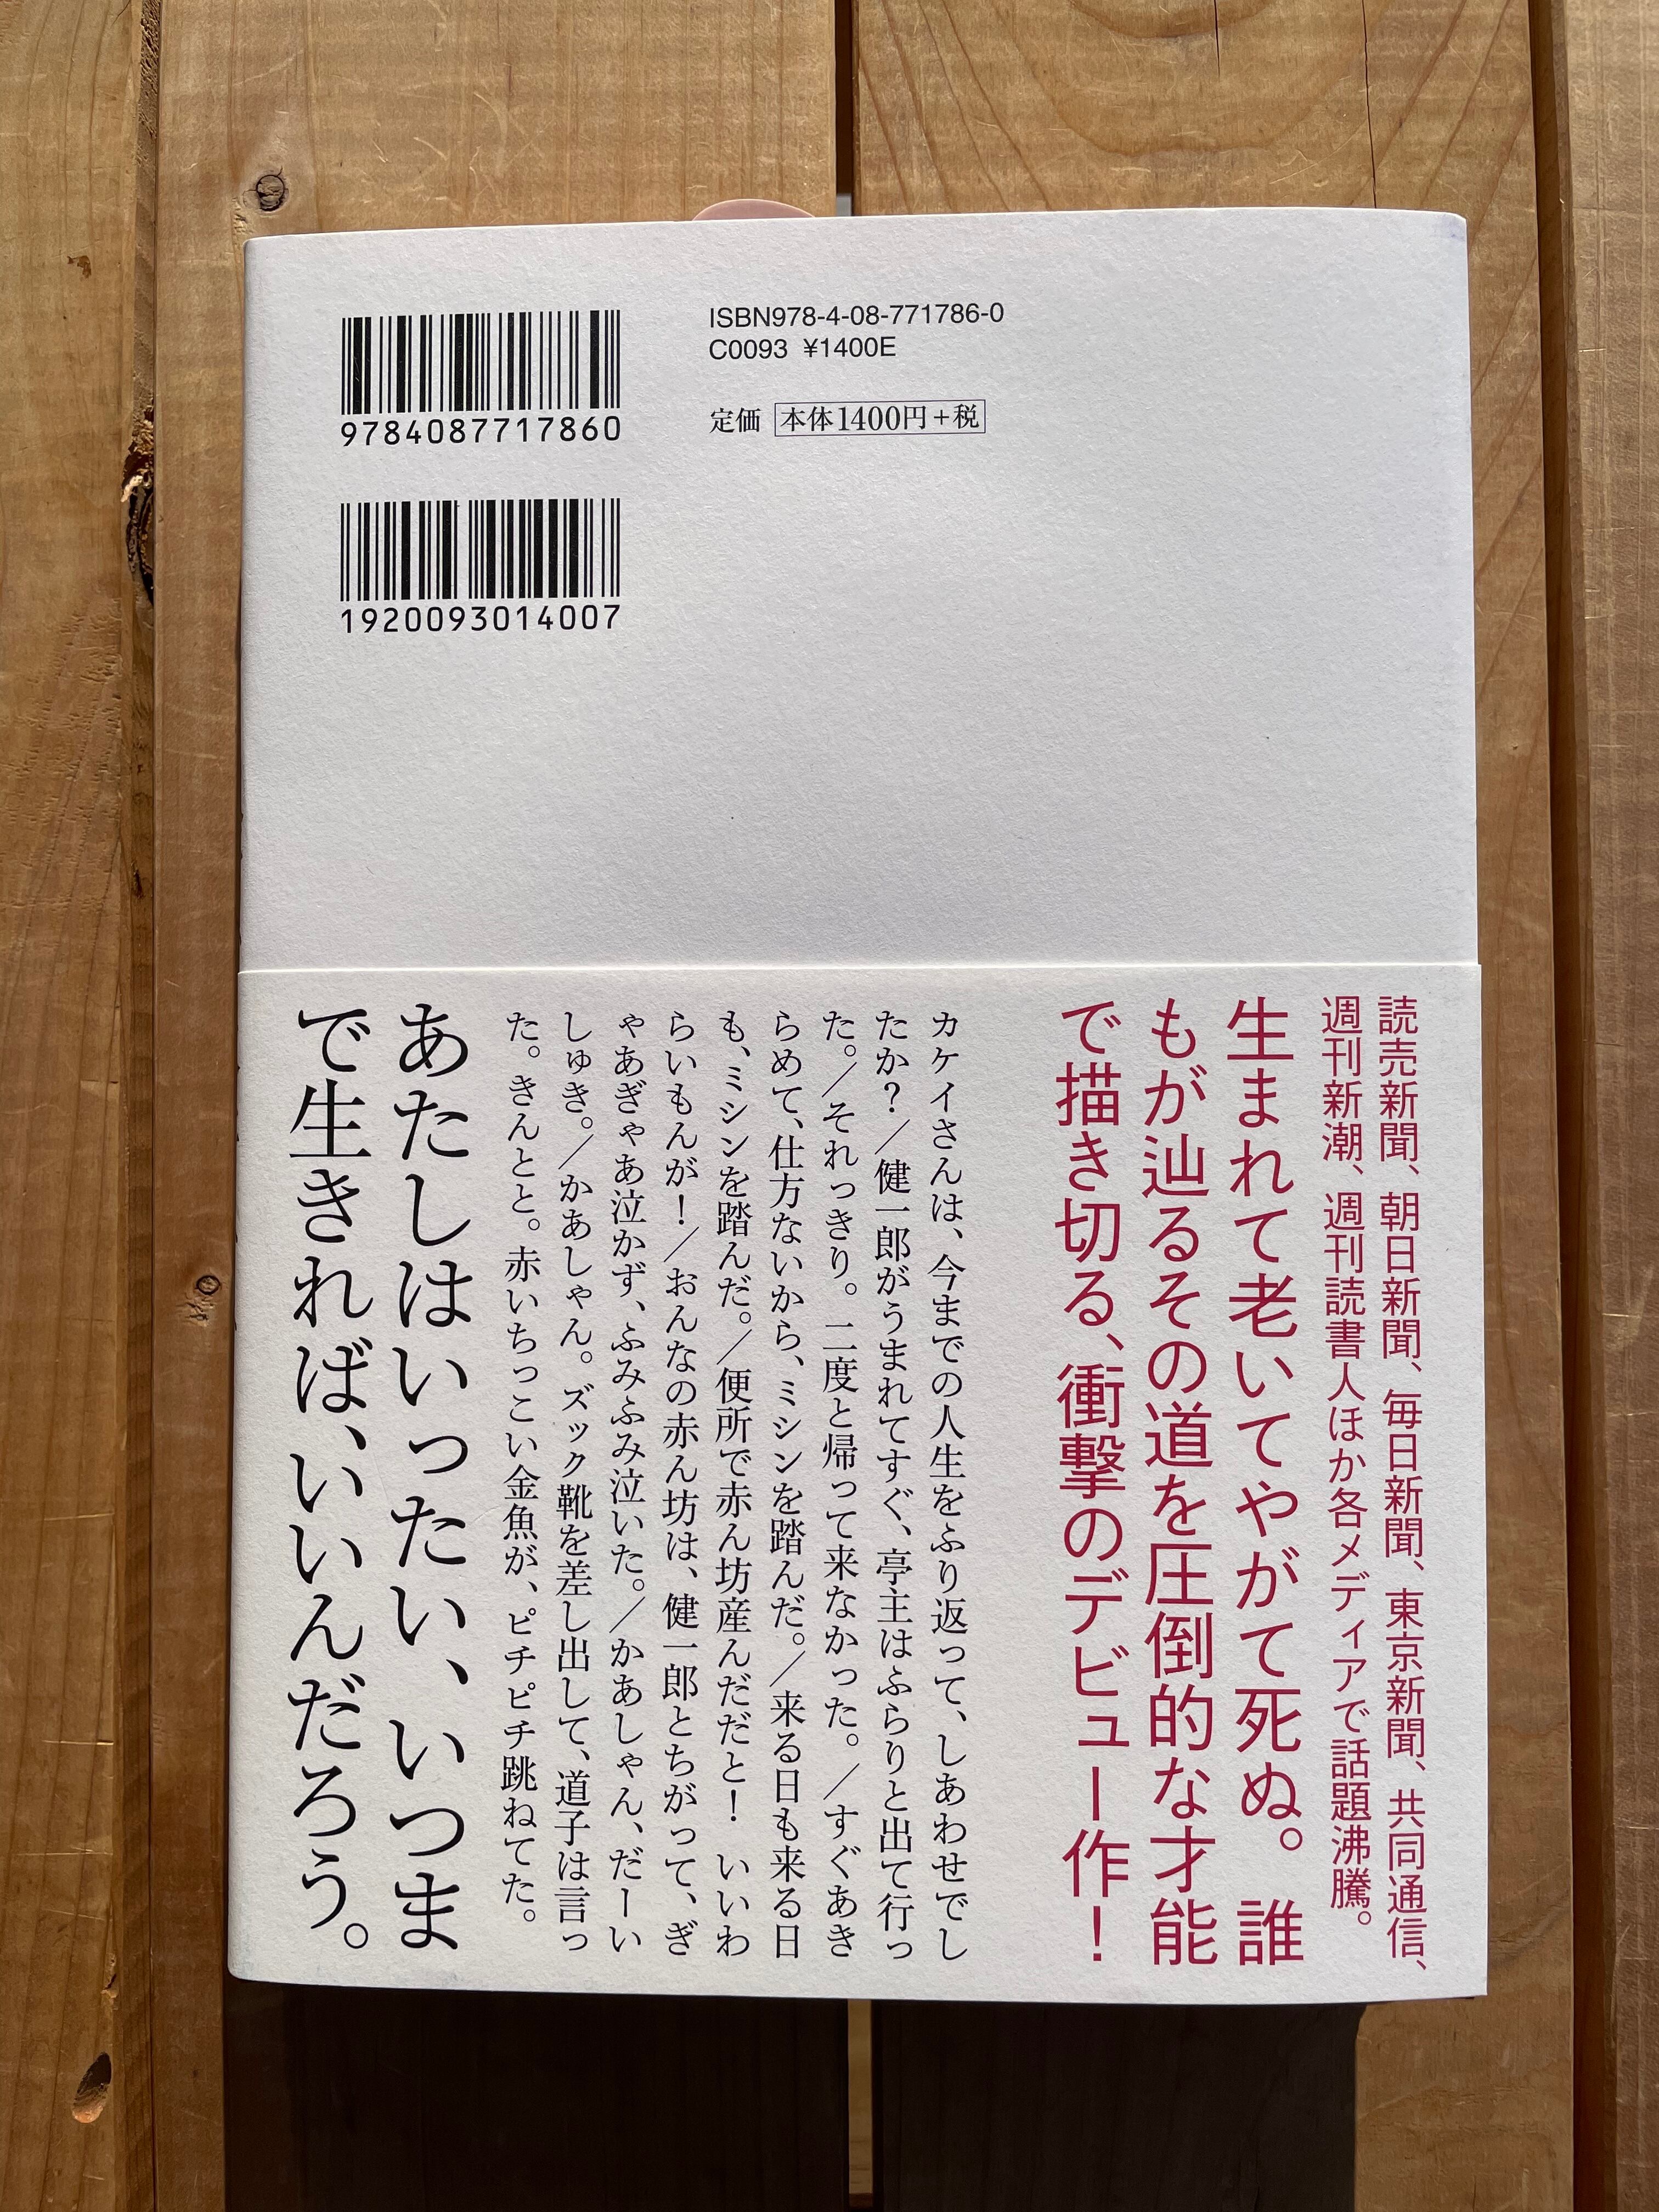 9784087717860
1920093014007
ISBN978-4-08-771786-0
C0093 ¥1400E
定価 本体1400円+税
読売新聞、朝日新聞、毎日新聞、東京新聞、共同通信、
週刊新潮、週刊読書人ほか各メディアで話題沸騰。
生まれて老いてやがて死ぬ。誰
もが辿るその道を圧倒的な才能
で描き切る、衝撃のデビュー作!
カケイさんは、今までの人生をふり返って、しあわせでし
たか?/健一郎がうまれてすぐ、亭主はふらりと出て行っ
た。/それっきり。二度と帰って来なかった。/すぐあき
らめて、仕方ないから、ミシンを踏んだ。/来る日も来る日
も、ミシンを踏んだ。/便所で赤ん坊産んだだと! いいわ
らいもんが!/おんなの赤ん坊は、健一郎とちがって、ぎ
ゃあぎゃあ泣かず、ふみふみ泣いた。/かあしゃん、だーい
しゅき。/かあしゃん。ズック靴を差し出して、道子は言っ
た。きんとと。赤いちっこい金魚が、ピチピチ跳ねてた。
あたしはいったい、いつま
で生きれば、いいんだろう。